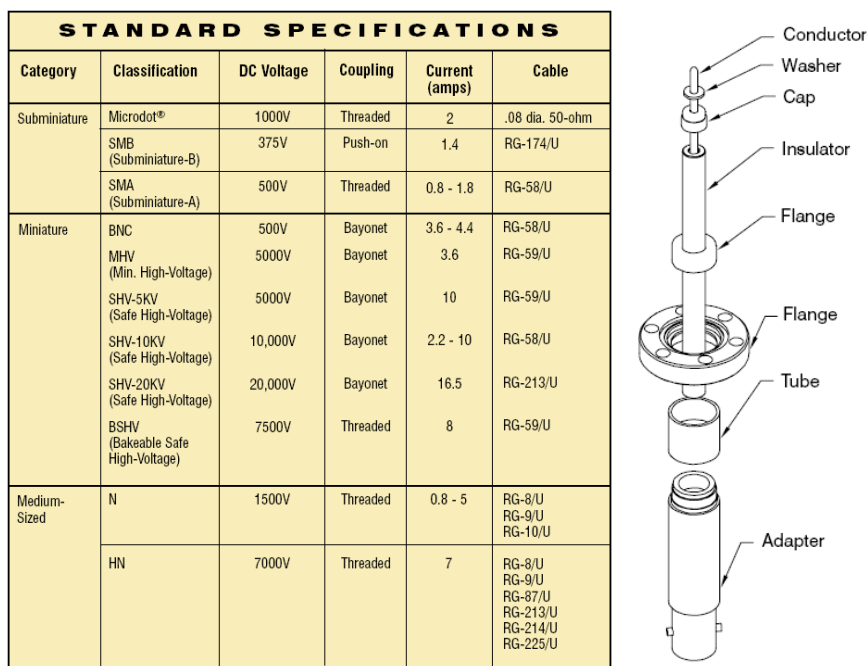 STANDARD SPECIFICATIONS
Category Classification DC Voltage Coupling Current (amps) Cable
Subminiature Microdot® 1000V Threaded 2 .08 dia. 50-ohm
SMB 375V Push-on 1.4 RG-174/U
(Subminiature-B)
SMA 500V Threaded 0.8 - 1.8 RG-58/U
(Subminiature-A)
Miniature BNC 500V Bayonet 3.6 - 4.4 RG-58/U
MHV 5000V Bayonet 3.6 RG-59/U
(Min. High-Voltage)
SHV-5KV 5000V Bayonet 10 RG-59/U
(Safe High-Voltage)
SHV-10KV 10,000V Bayonet 2.2 - 10 RG-58/U
(Safe High-Voltage)
SHV-20KV 20,000V Bayonet 16.5 RG-213/U
(Safe High-Voltage)
BSHV 7500V Threaded 8 RG-59/U
(Bakeable Safe
High-Voltage)
Medium- N 1500V Threaded 0.8 - 5 RG-8/U
Sized RG-9/U
RG-10/U
HN 7000V Threaded 7 RG-8/U
RG-9/U
RG-87/U
RG-213/U
RG-214/U
RG-225/U
Conductor
Washer
Cap
Insulator
Flange
Flange
Tube
Adapter